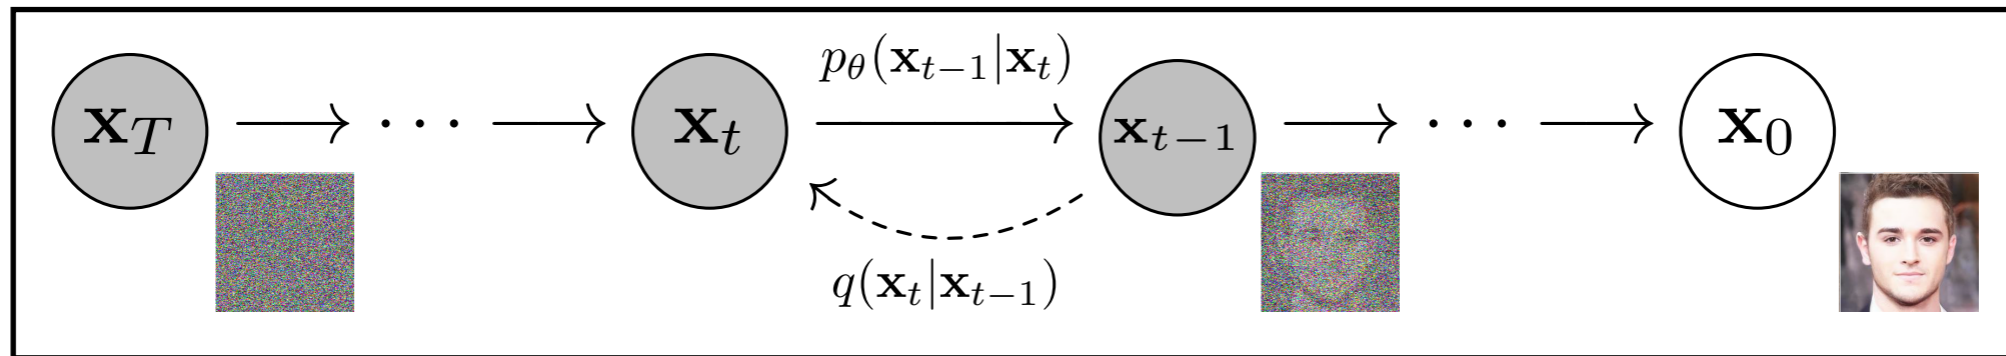 p_θ(𝐱_{t−1}|𝐱_t)
𝐱_T → ⋯ → 𝐱_t → 𝐱_{t−1} → ⋯ → 𝐱_0
q(𝐱_t|𝐱_{t−1})